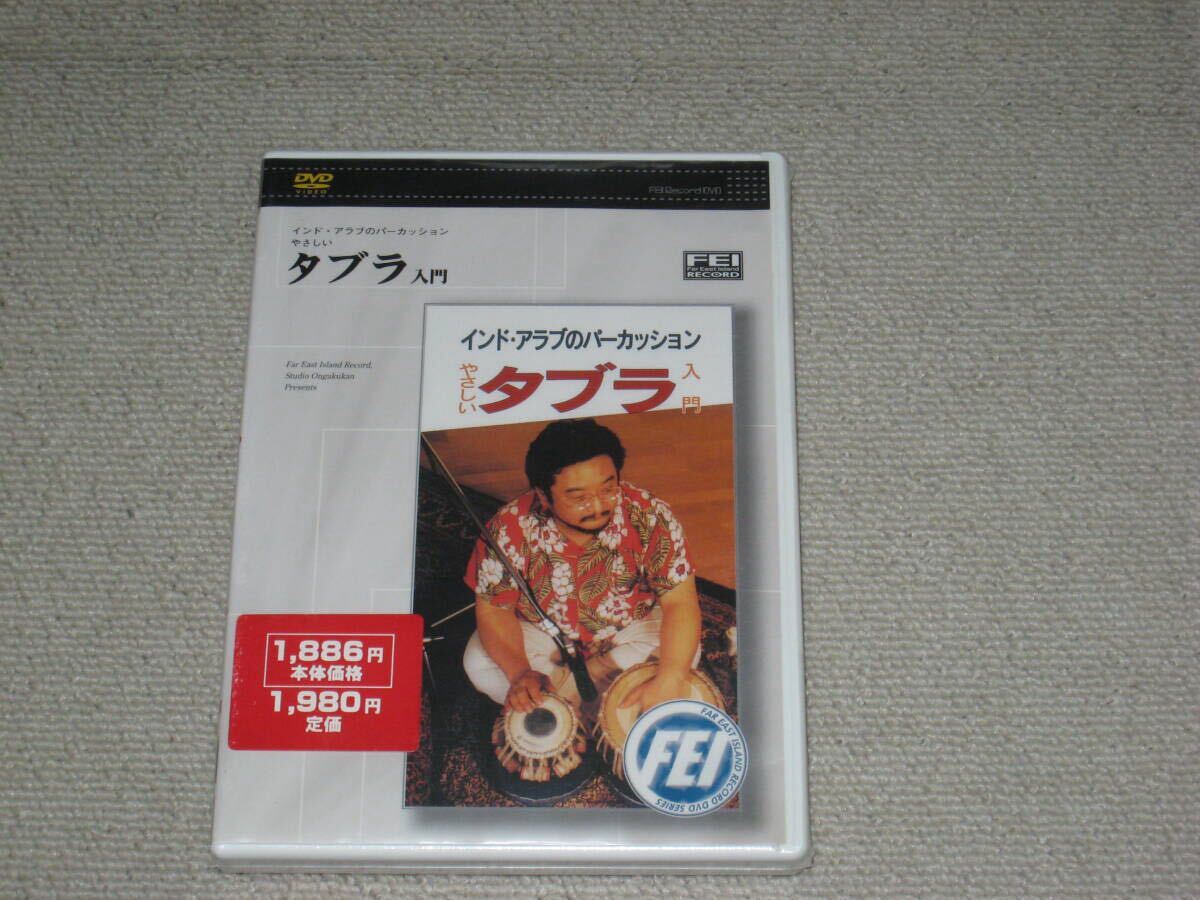 DVD
VIDEO
FEI Record DVD
インド・アラブのパーカッション
やさしい
タブラ入門
FEI
Far East Island
RECORD
Far East Island Record,
Studio Ongakukan
Presents
インド・アラブのパーカッション
やさしい
タブラ
入門
1,886円
本体価格
1,980円
定価
FEI
FAR EAST ISLAND RECORD DVD SERIES